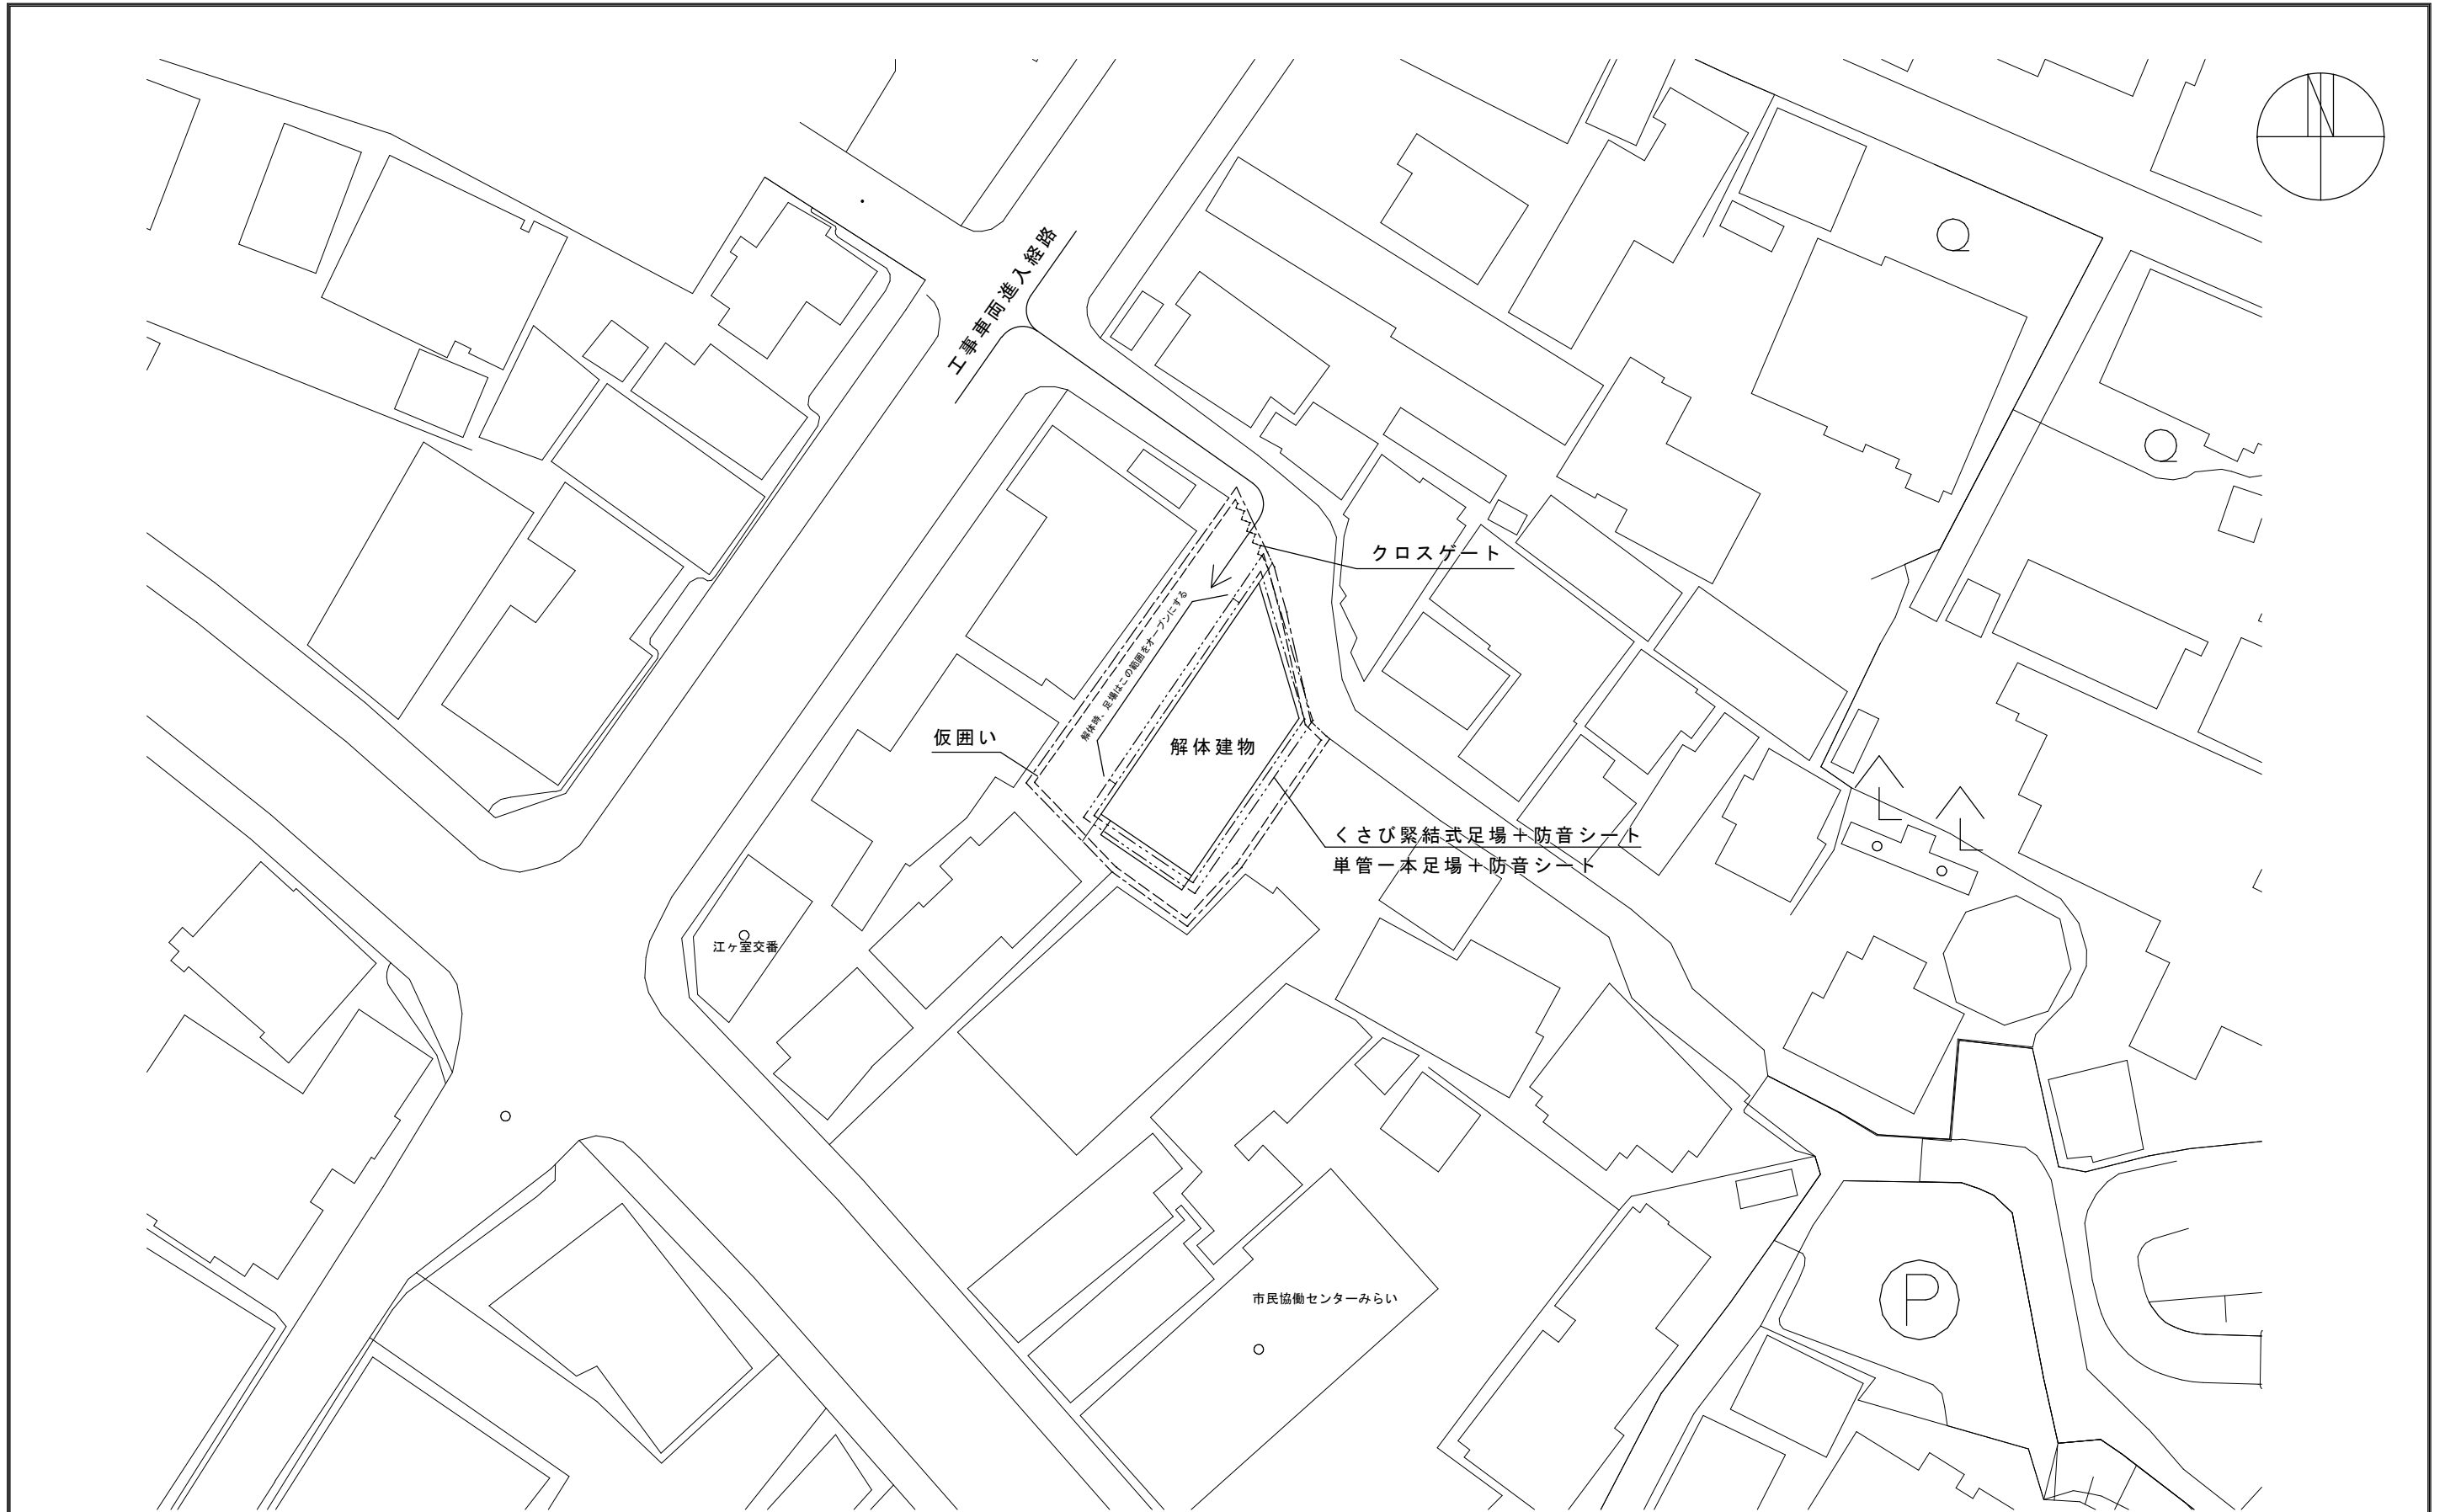 N
工事車両進入経路
クロスゲート
解体時、足場はこの範囲をオープンにする
仮囲い
解体建物
くさび緊結式足場＋防音シート
単管一本足場＋防音シート
江ヶ室交番
市民協働センターみらい
P